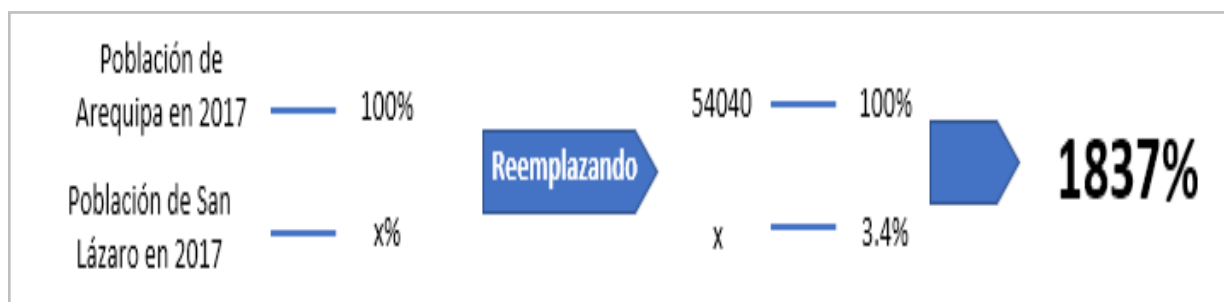 Población de
Arequipa en 2017
100%
Población de San
Lázaro en 2017
x%
Reemplazando
54040
100%
x
3.4%
1837%